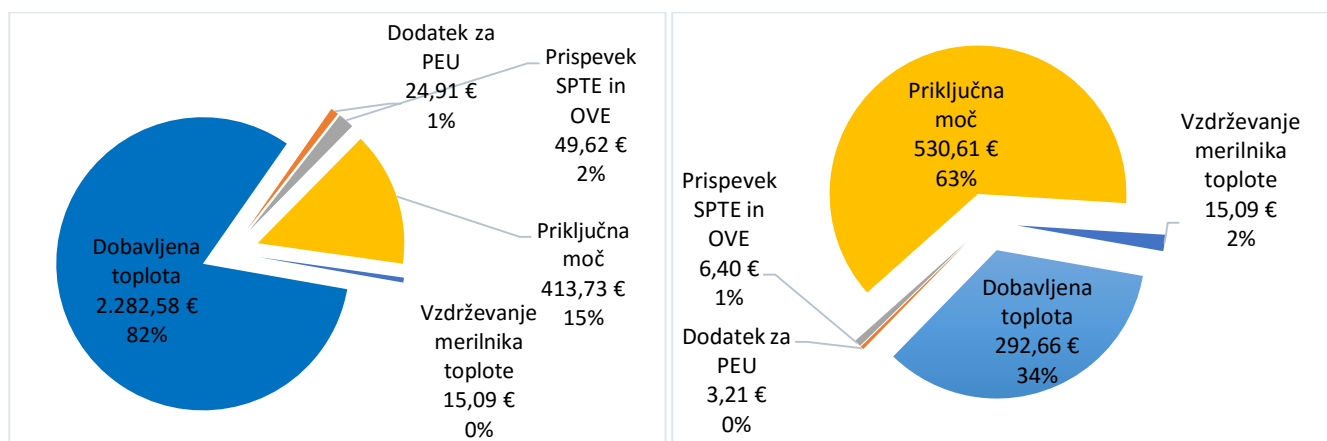 Dodatek za
PEU
24,91 €
1%
Prispevek
SPTE in
OVE
49,62 €
2%
Priključna
moč
413,73 €
15%
Vzdrževanje
merilnika
toplote
15,09 €
0%
Dobavljena
toplota
2.282,58 €
82%
Priključna
moč
530,61 €
63%
Vzdrževanje
merilnika
toplote
15,09 €
2%
Dobavljena
toplota
292,66 €
34%
Dodatek za
PEU
3,21 €
0%
Prispevek
SPTE in
OVE
6,40 €
1%